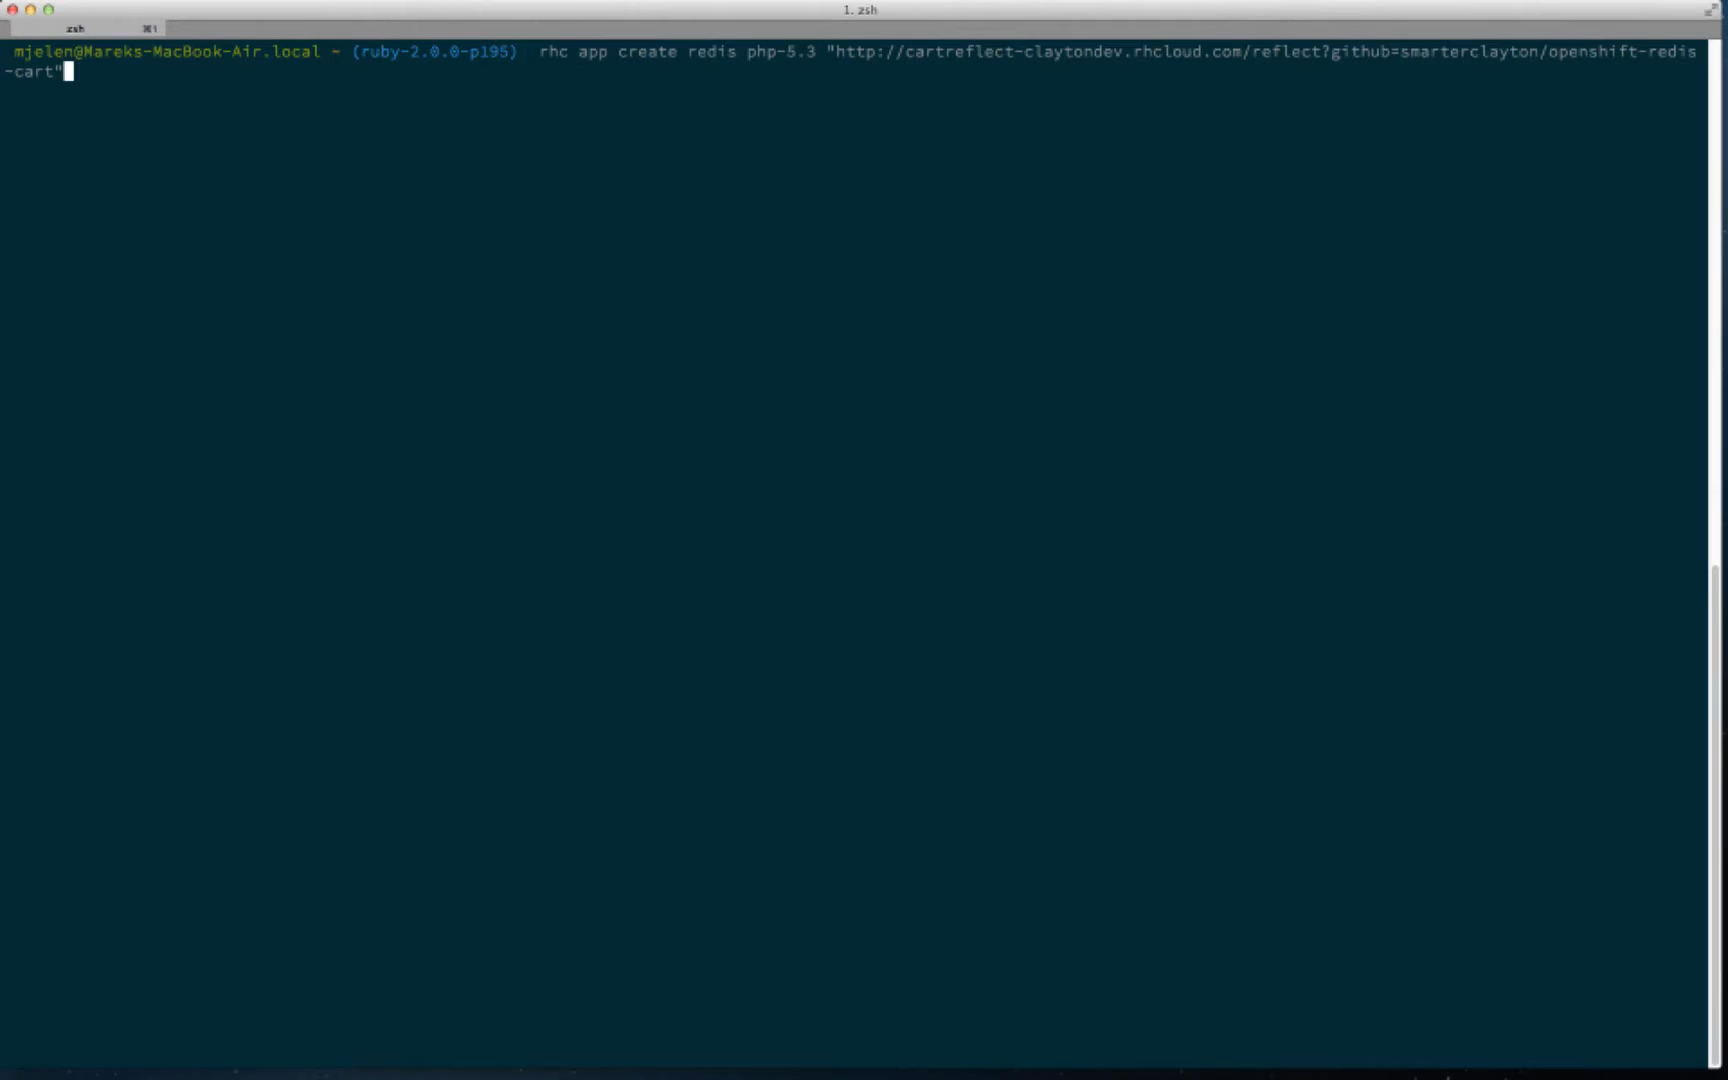 1. zsh
zsh ⌘1
mjelen@Mareks-MacBook-Air.local ~ (ruby-2.0.0-p195) rhc app create redis php-5.3 "http://cartreflect-claytondev.rhcloud.com/reflect?github=smarterclayton/openshift-redis
-cart"